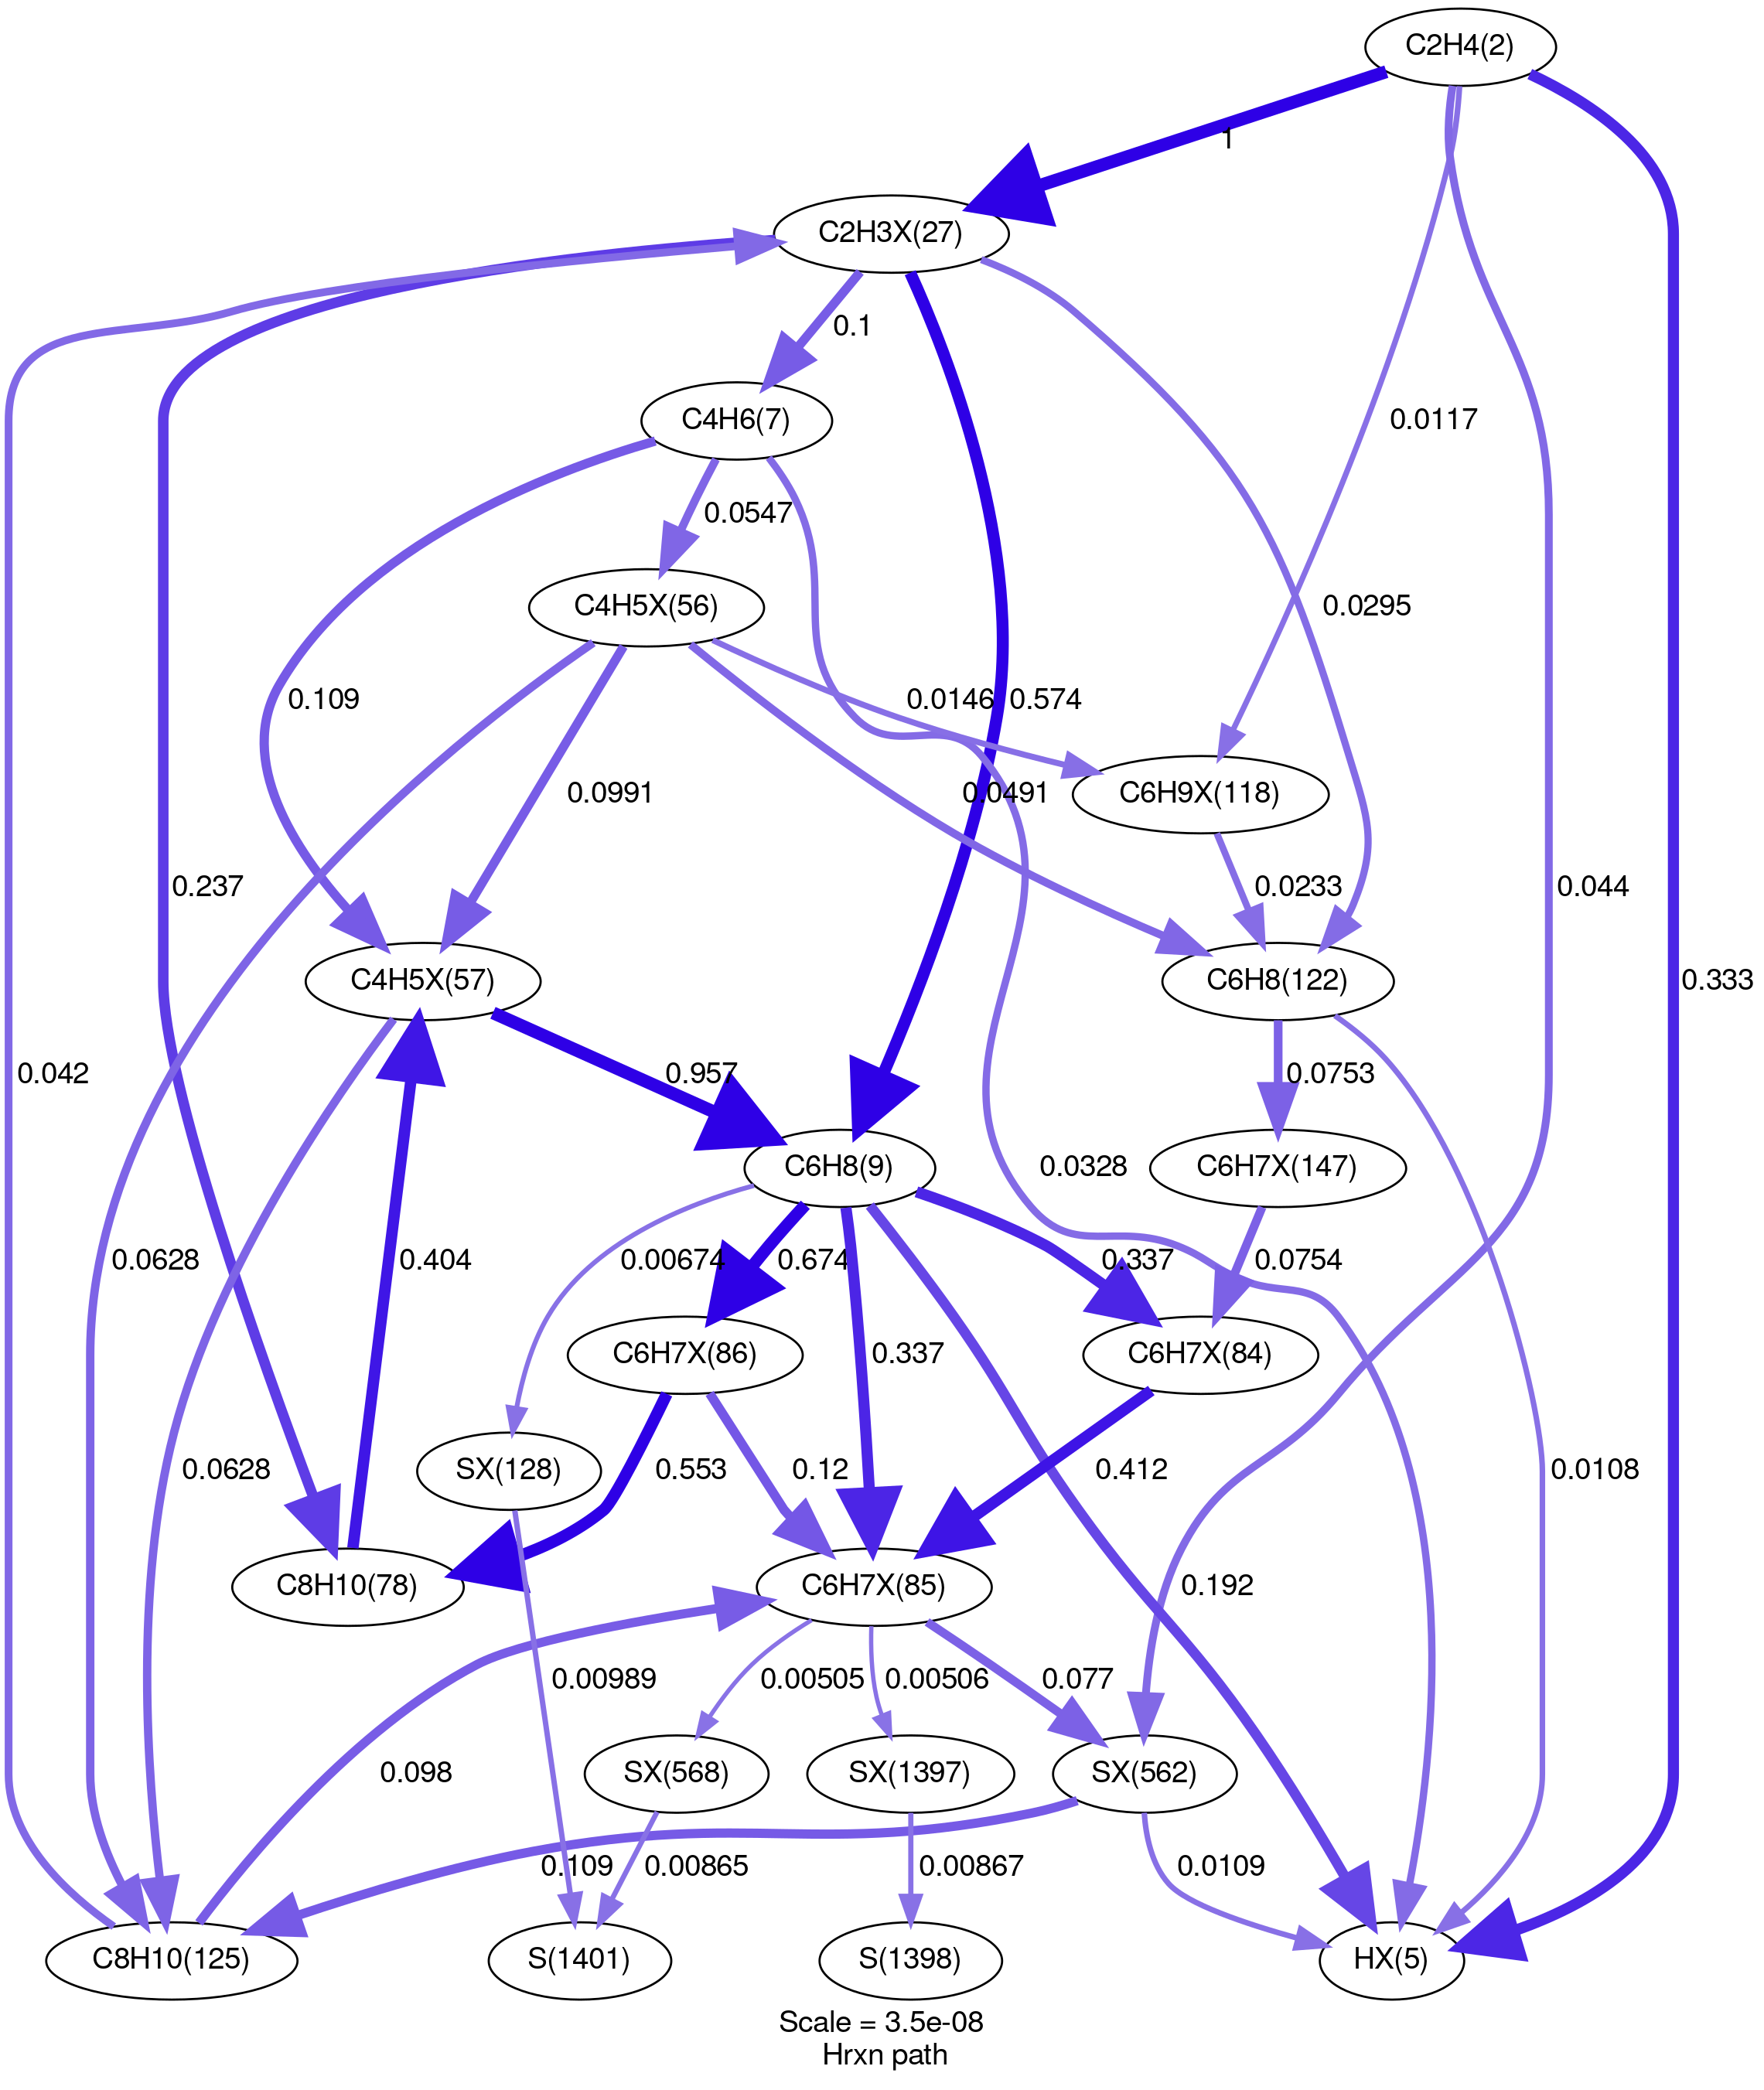 C2H4(2)
1
C2H3X(27)
0.1
C4H6(7)
0.0117
0.0547
C4H5X(56)
0.0295
0.109
0.0146
0.574
0.0991
0.0491
C6H9X(118)
0.237
0.0233
0.044
C4H5X(57)
C6H8(122)
0.333
0.042
0.957
0.0753
C6H8(9)
0.0328
C6H7X(147)
0.0628
0.404
0.00674
0.674
0.337
0.0754
C6H7X(86)
0.337
C6H7X(84)
0.0628
SX(128)
0.553
0.12
0.412
0.0108
C8H10(78)
C6H7X(85)
0.192
0.00989
0.00505
0.00506
0.077
0.098
SX(568)
SX(1397)
SX(562)
0.109
0.00865
0.00867
0.0109
C8H10(125)
S(1401)
S(1398)
HX(5)
Scale = 3.5e-08
Hrxn path